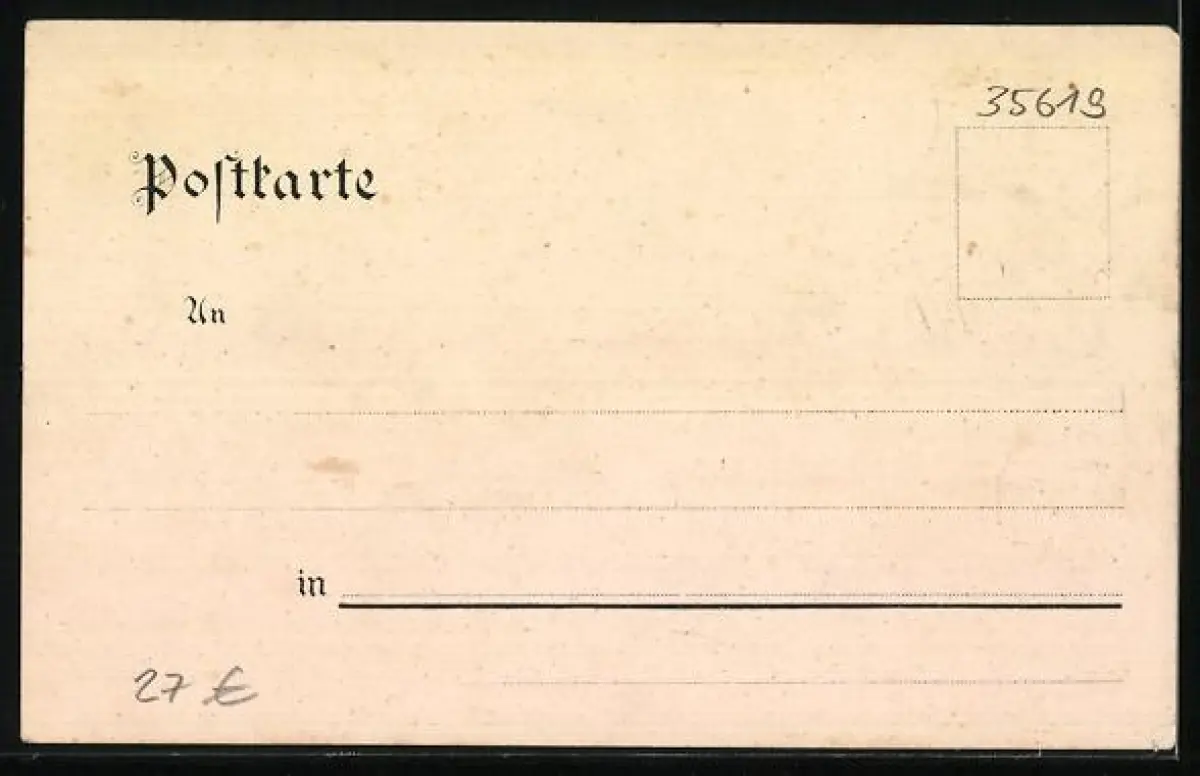 35619
Postkarte
An
in
27 €